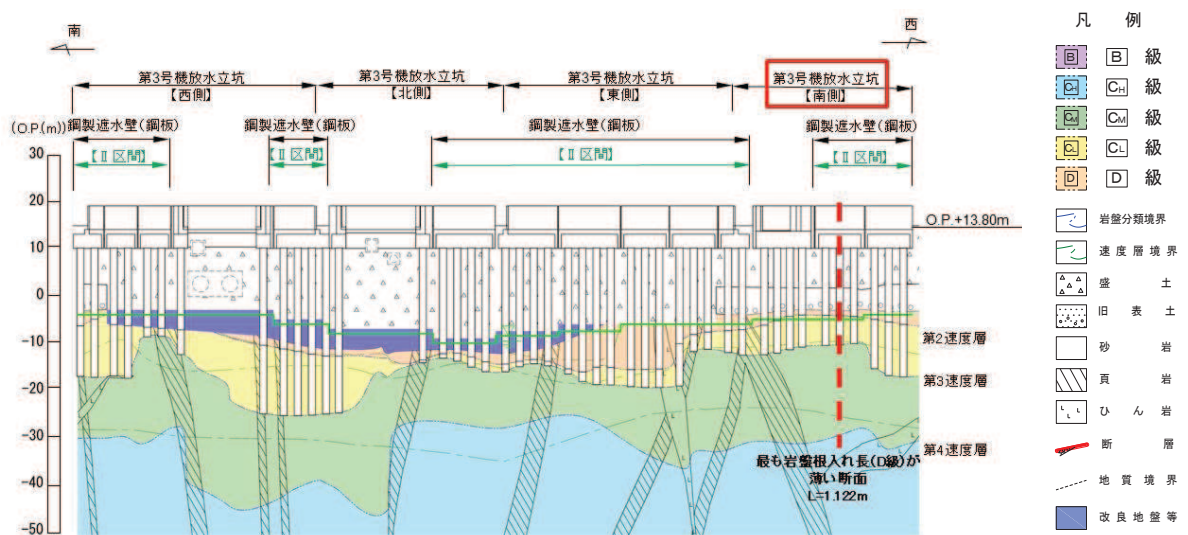 南
西
第3号機放水立坑
【西側】
第3号機放水立坑
【北側】
第3号機放水立坑
【東側】
第3号機放水立坑
【南側】
(O.P.(m))
鋼製遮水壁(鋼板)
鋼製遮水壁(鋼板)
鋼製遮水壁(鋼板)
鋼製遮水壁(鋼板)
【Ⅱ区間】
【Ⅱ区間】
【Ⅱ区間】
【Ⅱ区間】
30
20
10
0
-10
-20
-30
-40
-50
O.P.+13.80m
第2速度層
第3速度層
第4速度層
最も岩盤根入れ長(D級)が
薄い断面
L=1.122m
凡 例
B B 級
CH CH 級
CM CM 級
CL CL 級
D D 級
岩盤分類境界
速度層境界
盛土
旧表土
砂岩
頁岩
ひん岩
断層
地質境界
改良地盤等